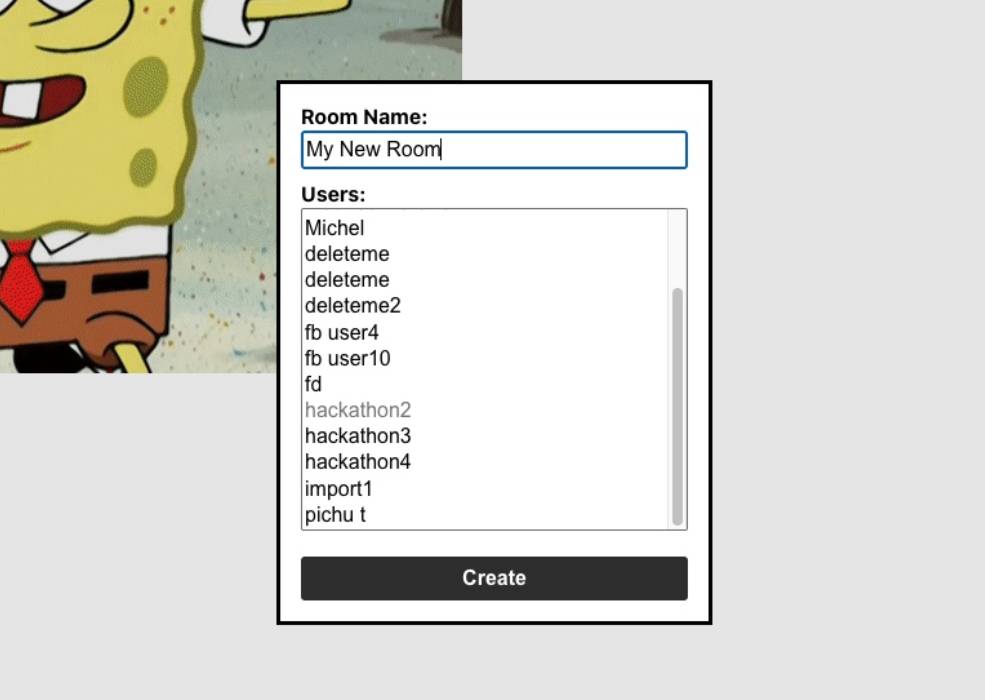 Room Name:
My New Room
Users:
Michel
deleteme
deleteme
deleteme2
fb user4
fb user10
fd
hackathon2
hackathon3
hackathon4
import1
pichu t
Create